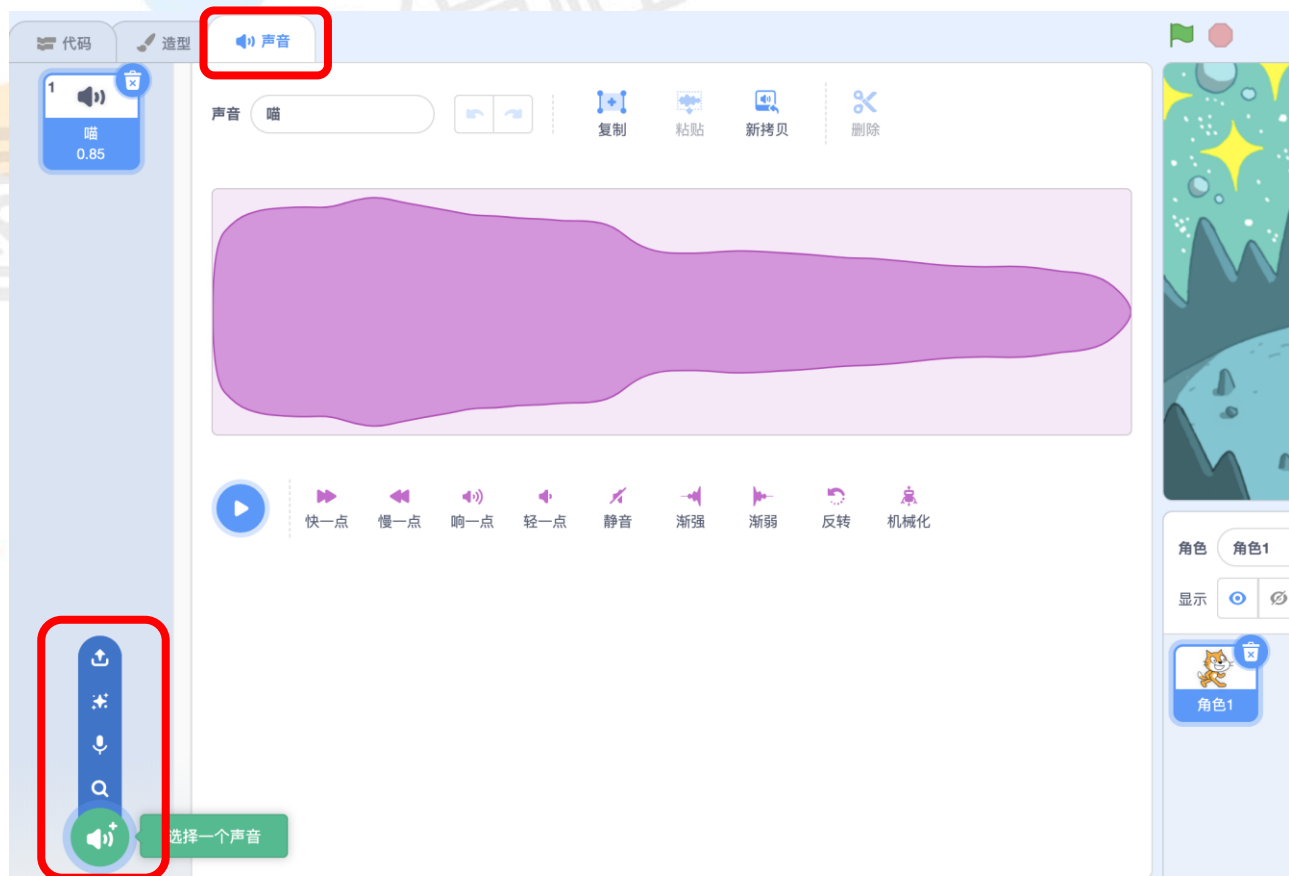 代码
造型
声音
1
喵
0.85
声音
喵
复制
粘贴
新拷贝
删除
快一点
慢一点
响一点
轻一点
静音
渐强
渐弱
反转
机械化
选择一个声音
角色
角色1
显示
角色1